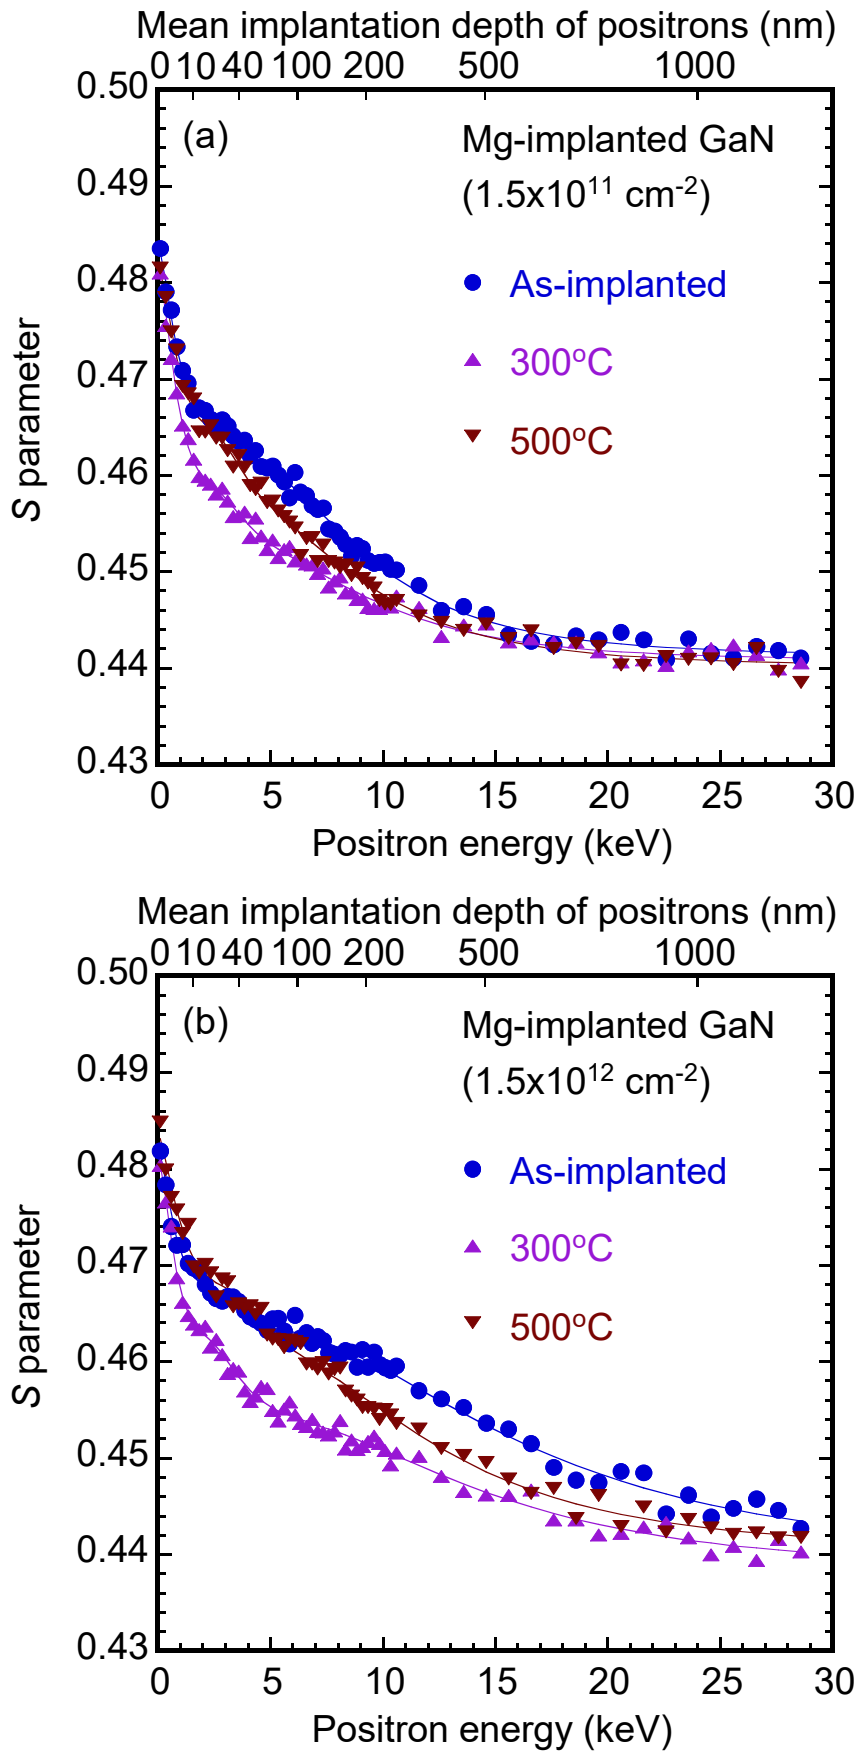 Mean implantation depth of positrons (nm)
0 10 40 100 200 500 1000
0.50
(a)
Mg-implanted GaN
(1.5x10¹¹ cm⁻²)
0.49
0.48
As-implanted
0.47
300°C
500°C
0.46
0.45
0.44
0.43
S parameter
0 5 10 15 20 25 30
Positron energy (keV)
Mean implantation depth of positrons (nm)
0 10 40 100 200 500 1000
0.50
(b)
Mg-implanted GaN
(1.5x10¹² cm⁻²)
0.49
0.48
As-implanted
0.47
300°C
500°C
0.46
0.45
0.44
0.43
S parameter
0 5 10 15 20 25 30
Positron energy (keV)